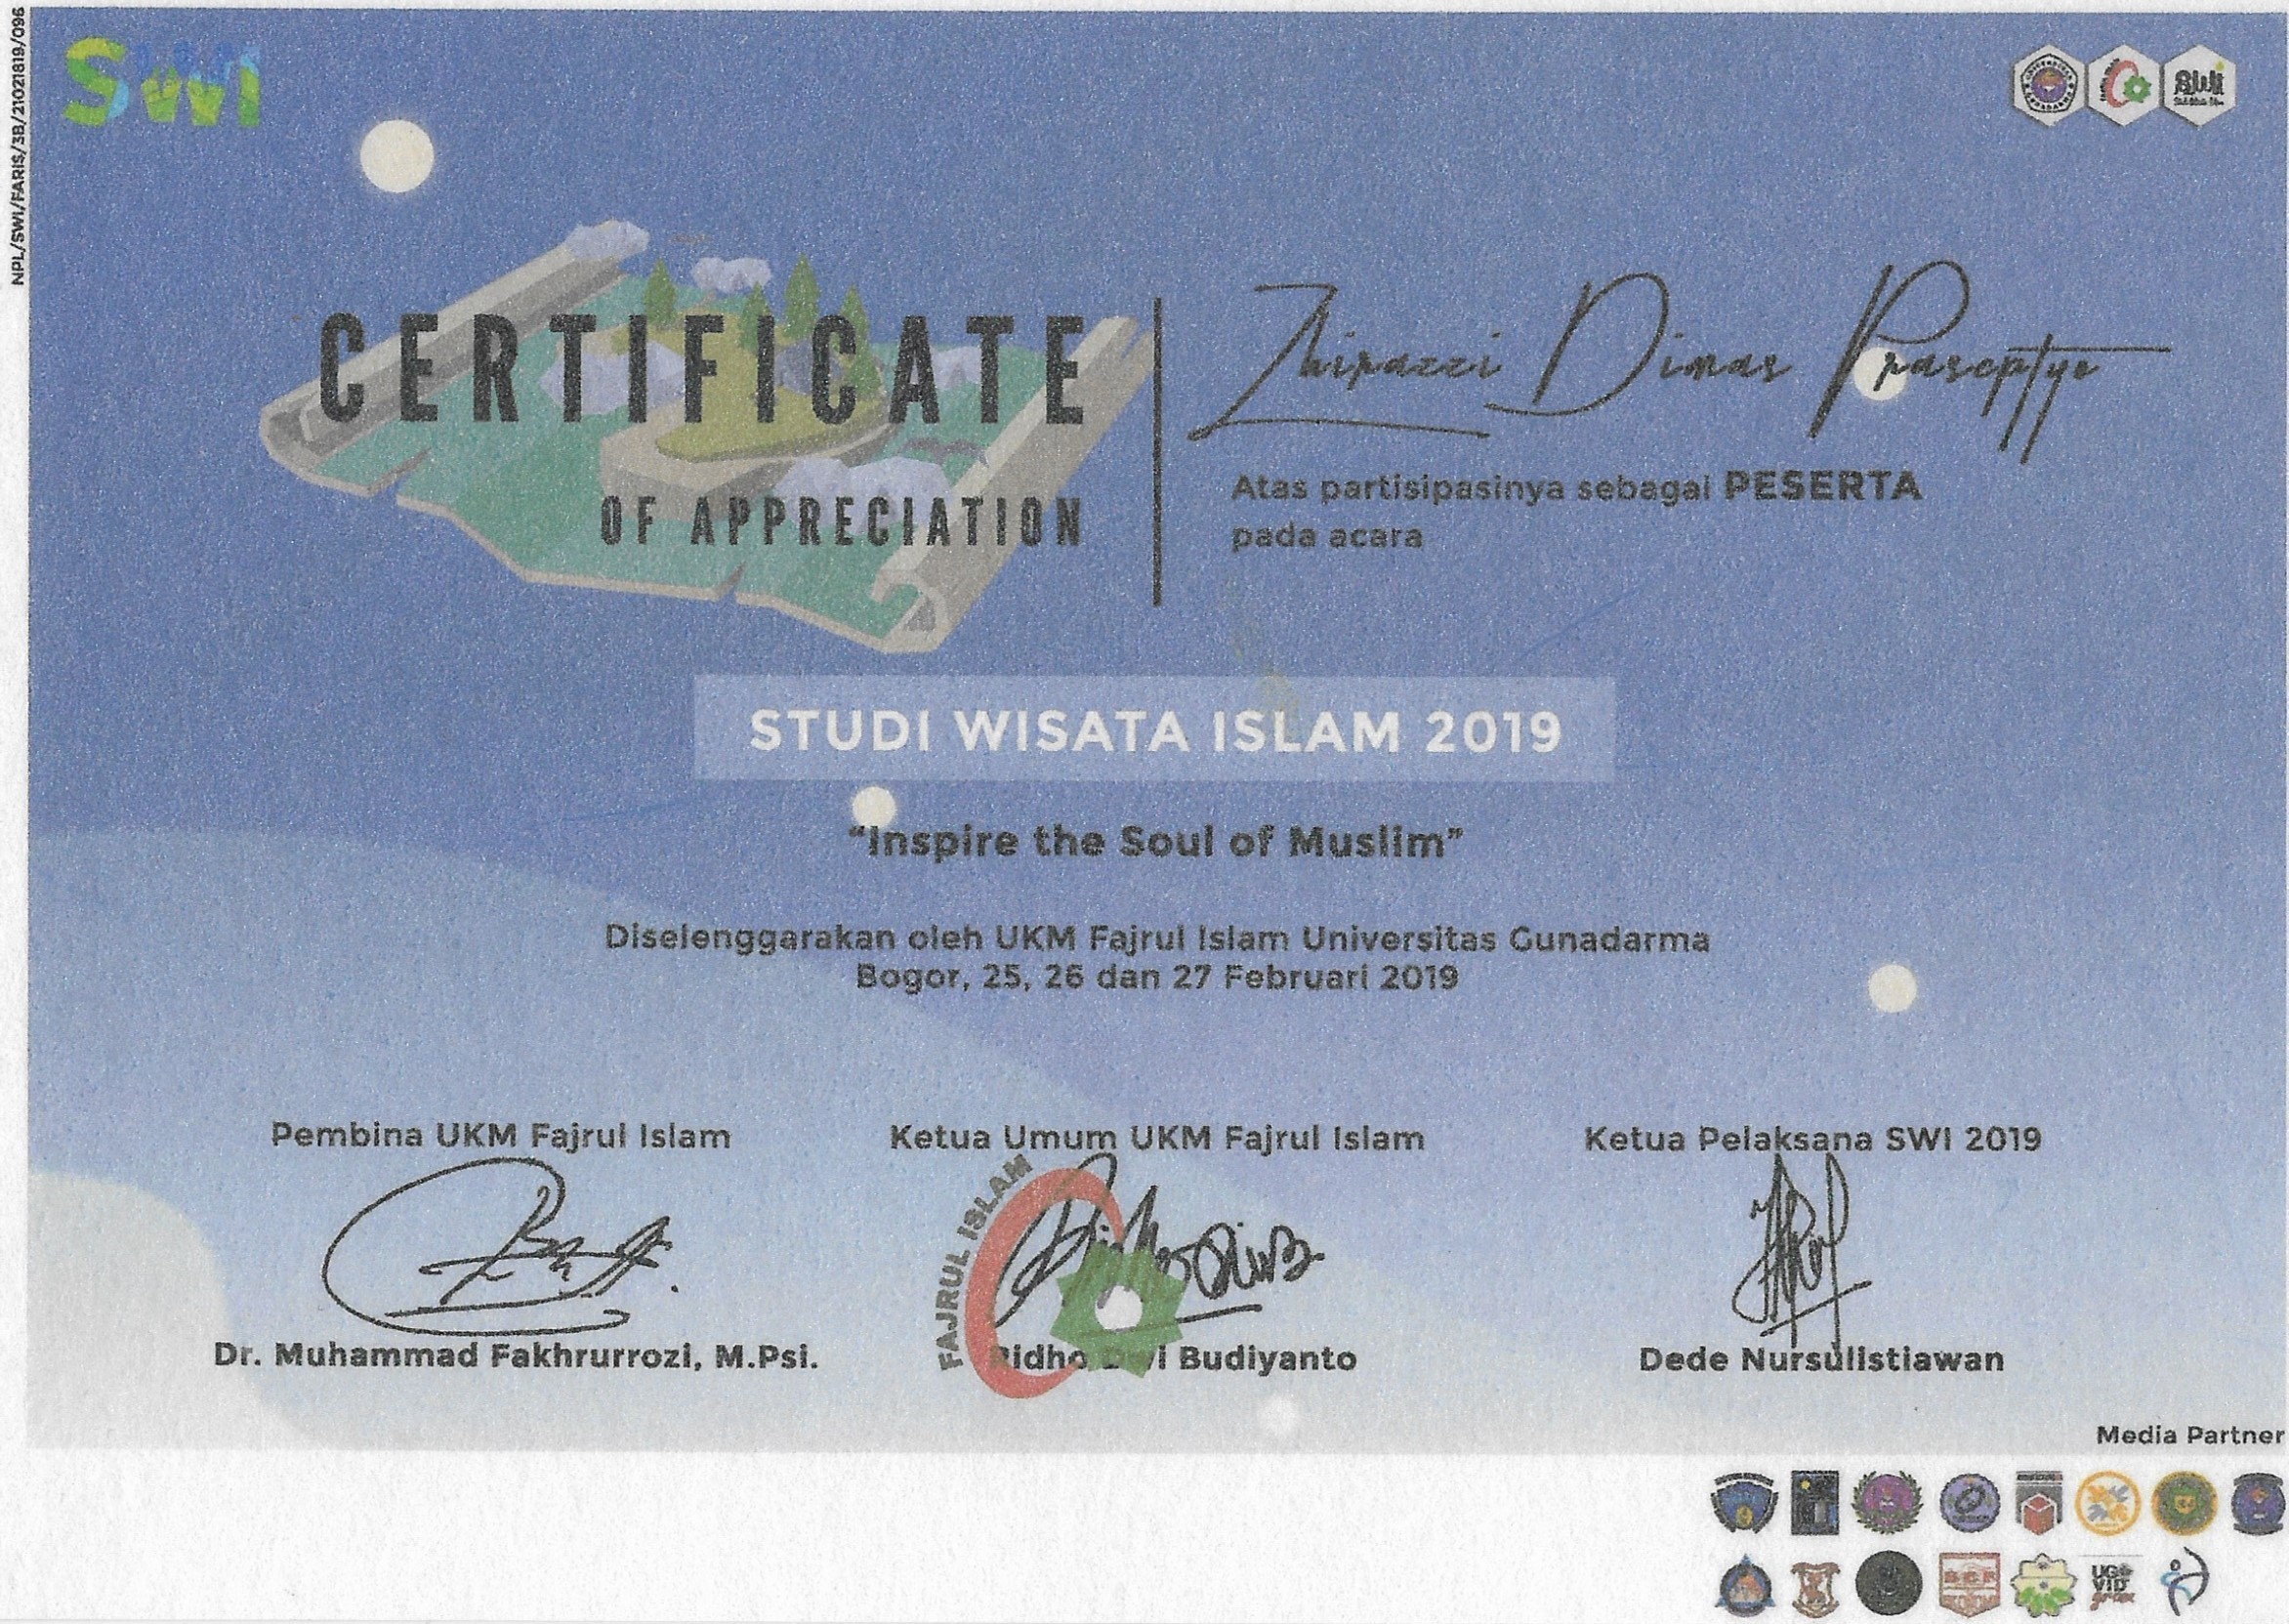 NPL/SWI/FARIS/3B/21021819/096
SWI
CERTIFICATE
OF APPRECIATION
Zhirazzi Dimas Praseptyo
Atas partisipasinya sebagai PESERTA
pada acara
STUDI WISATA ISLAM 2019
“Inspire the Soul of Muslim”
Diselenggarakan oleh UKM Fajrul Islam Universitas Gunadarma
Bogor, 25, 26 dan 27 Februari 2019
Pembina UKM Fajrul Islam
Dr. Muhammad Fakhrurrozi, M.Psi.
Ketua Umum UKM Fajrul Islam
FAJRUL ISLAM
Ridho Dwi Budiyanto
Ketua Pelaksana SWI 2019
Dede Nursulistiawan
Media Partner